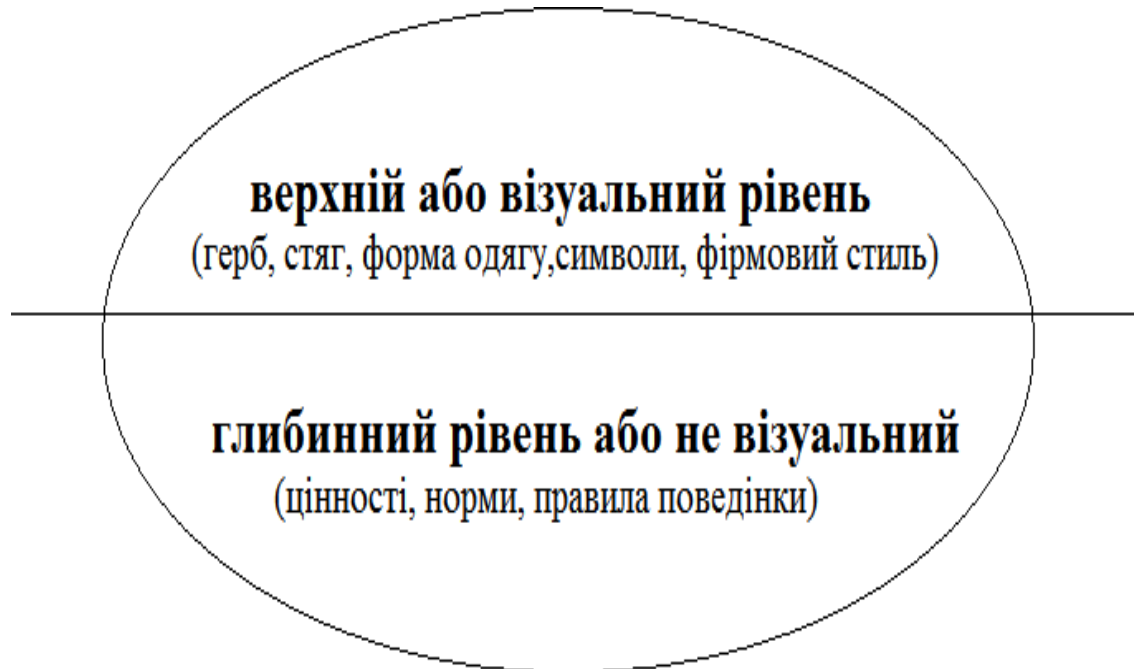 верхній або візуальний рівень
(герб, стяг, форма одягу,символи, фірмовий стиль)
глибинний рівень або не візуальний
(цінності, норми, правила поведінки)